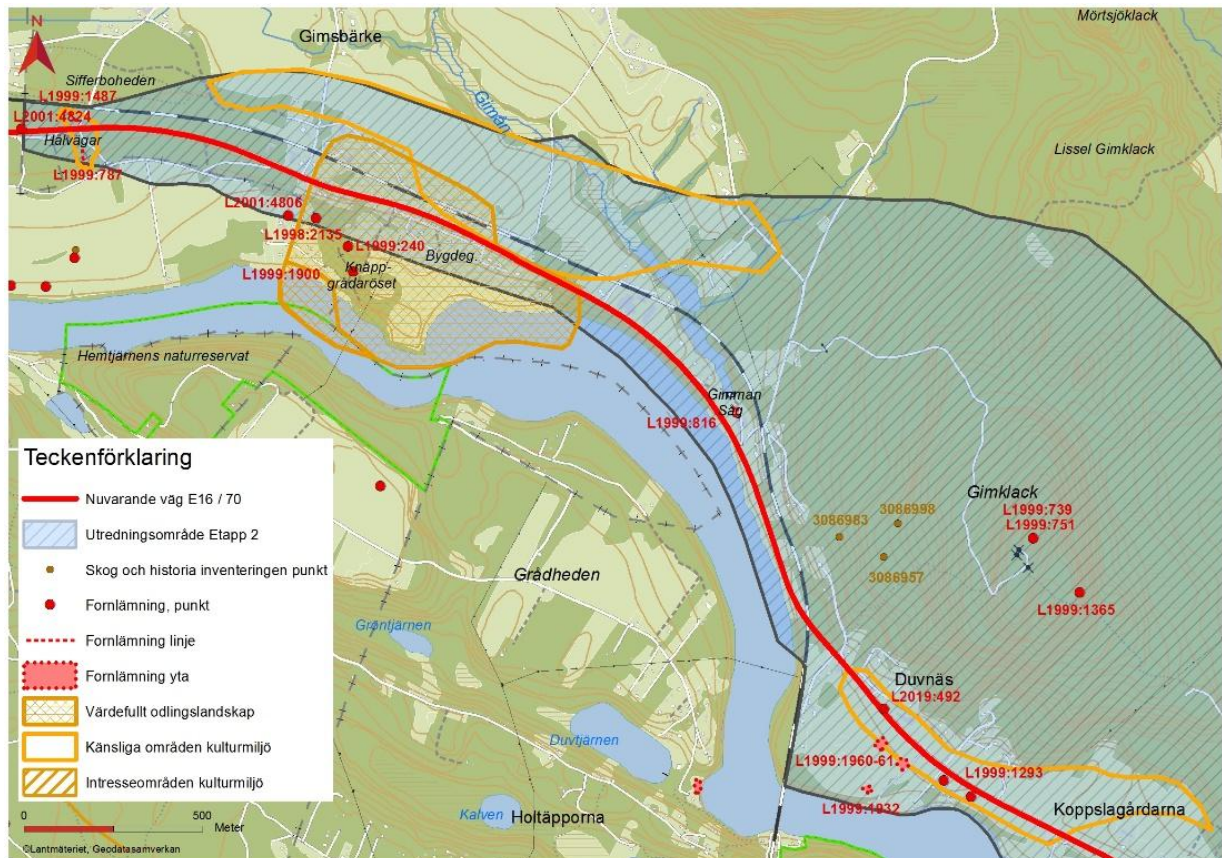 N
Gimsbärke
Mörtsjöklack
Sifferboheden
L1999:1487
L2001:4824
Hålvägar
L1999:787
Gimån
Lissel Gimklack
L2001:4806
L1998:2135
L1999:240
Bygdeg.
L1999:1900
Knapp-
grådaröset
Hemtjärnens naturreservat
Gimman
Såg
L1999:816
Teckenförklaring
Nuvarande väg E16 / 70
Utredningsområde Etapp 2
Skog och historia inventeringen punkt
Fornlämning, punkt
Fornlämning linje
Fornlämning yta
Värdefullt odlingslandskap
Känsliga områden kulturmiljö
Intresseområden kulturmiljö
0
500
Meter
©Lantmäteriet, Geodatasamverkan
Gimklack
3086983
3086998
3086957
L1999:739
L1999:751
L1999:1365
Grådheden
Gröntjärnen
Duvtjärnen
Kalven
Holtäpporna
Duvnäs
L2019:492
L1999:1960-61
L1999:1932
L1999:1293
Koppslagårdarna